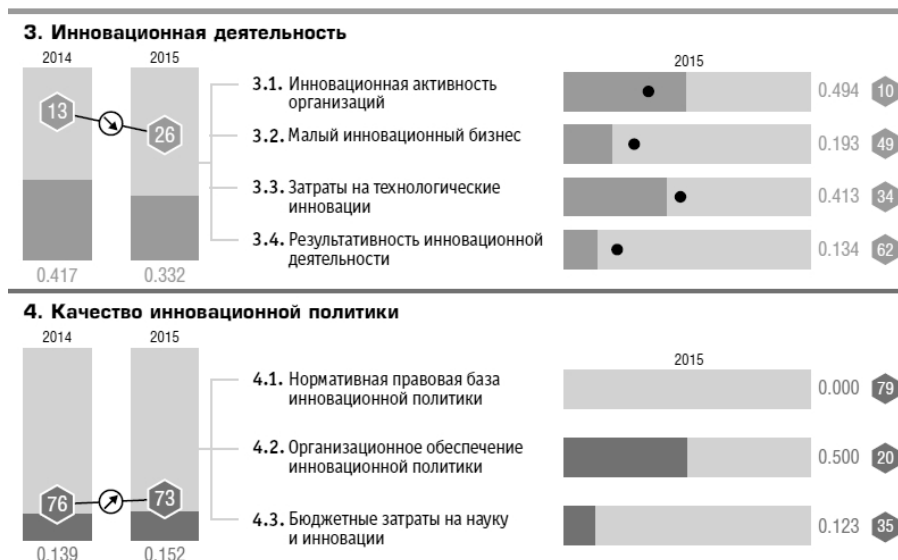 3. Инновационная деятельность
2014 2015 2015
13
26
3.1. Инновационная активность
организаций
0.494 10
3.2. Малый инновационный бизнес
0.193 49
3.3. Затраты на технологические
инновации
0.413 34
3.4. Результативность инновационной
деятельности
0.134 62
0.417 0.332
4. Качество инновационной политики
2014 2015 2015
4.1. Нормативная правовая база
инновационной политики
0.000 79
4.2. Организационное обеспечение
инновационной политики
0.500 20
76 73
4.3. Бюджетные затраты на науку
и инновации
0.123 35
0.139 0.152